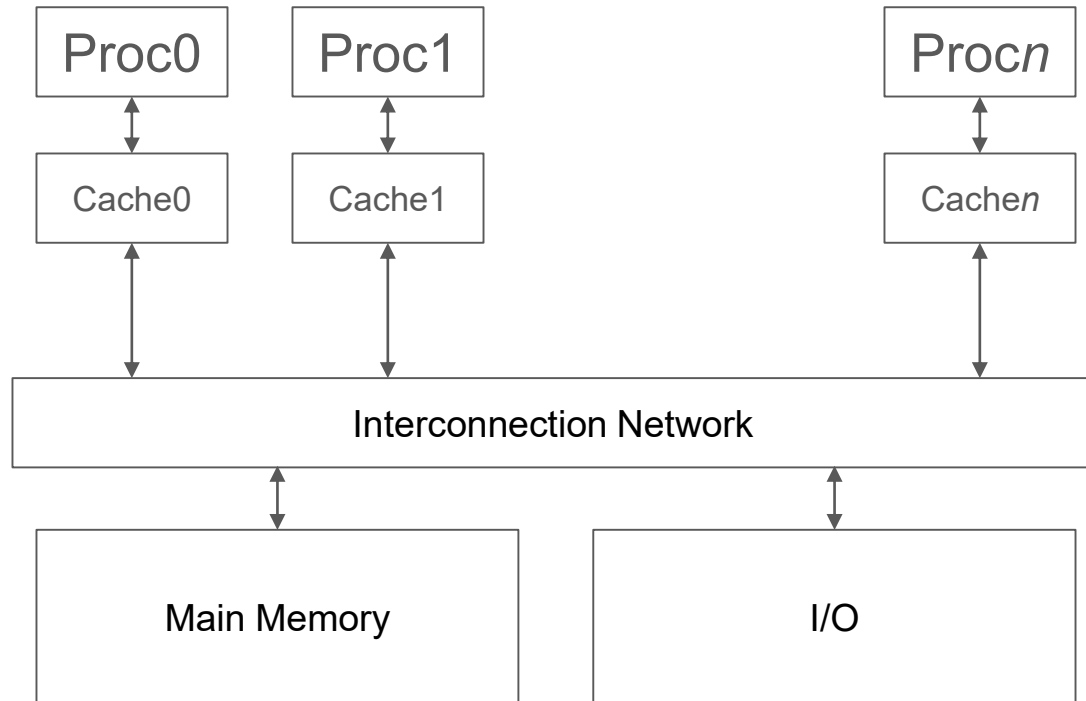 Proc0
Proc1
Procn
Cache0
Cache1
Cachen
Interconnection Network
Main Memory
I/O